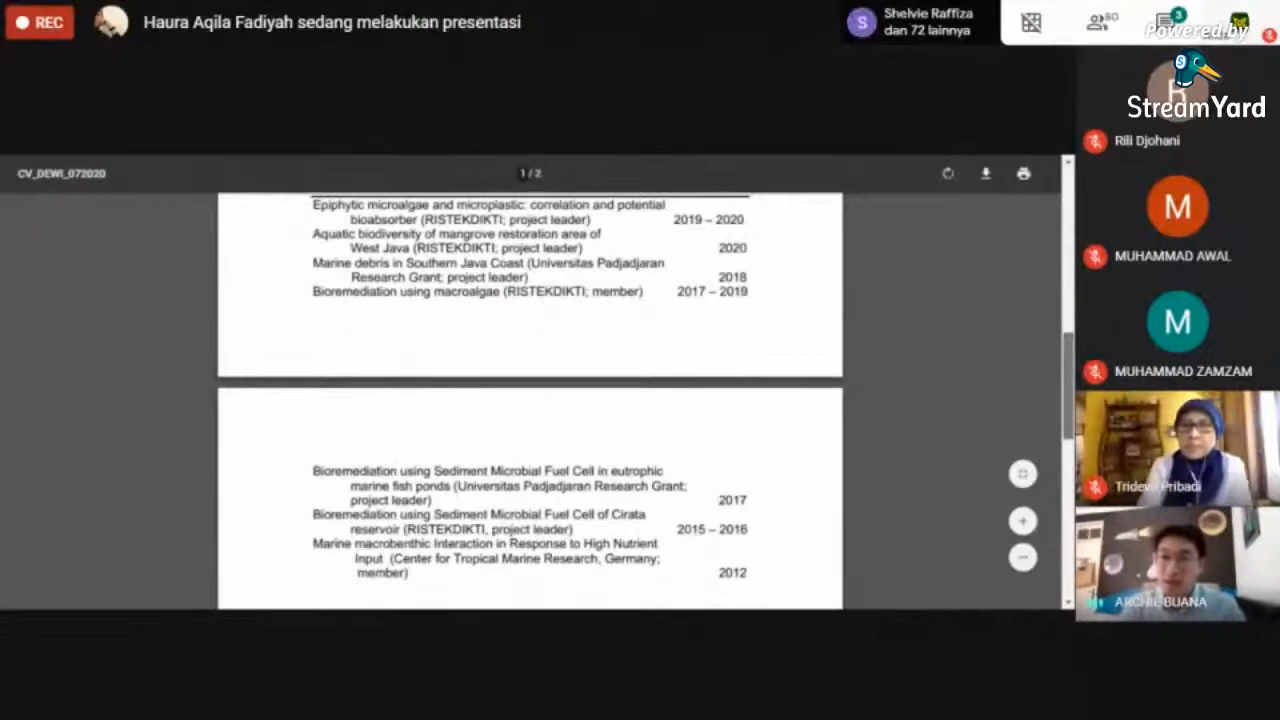 REC
Haura Aqila Fadiyah sedang melakukan presentasi
S
Shelvie Raffiza
dan 72 lainnya
80
3
Powered by
StreamYard
R
Rili Djohani
CV_DEWI_072020
1 / 2
M
MUHAMMAD AWAL
M
MUHAMMAD ZAMZAM
Epiphytic microalgae and microplastic: correlation and potential
bioabsorber (RISTEKDIKTI; project leader) 2019 – 2020
Aquatic biodiversity of mangrove restoration area of
West Java (RISTEKDIKTI; project leader) 2020
Marine debris in Southern Java Coast (Universitas Padjadjaran
Research Grant; project leader) 2018
Bioremediation using macroalgae (RISTEKDIKTI; member) 2017 – 2019
Bioremediation using Sediment Microbial Fuel Cell in eutrophic
marine fish ponds (Universitas Padjadjaran Research Grant;
project leader) 2017
Bioremediation using Sediment Microbial Fuel Cell of Cirata
reservoir (RISTEKDIKTI, project leader) 2015 – 2016
Marine macrobenthic Interaction in Response to High Nutrient
Input (Center for Tropical Marine Research, Germany;
member) 2012
Pribadi
ARCHIE BUANA